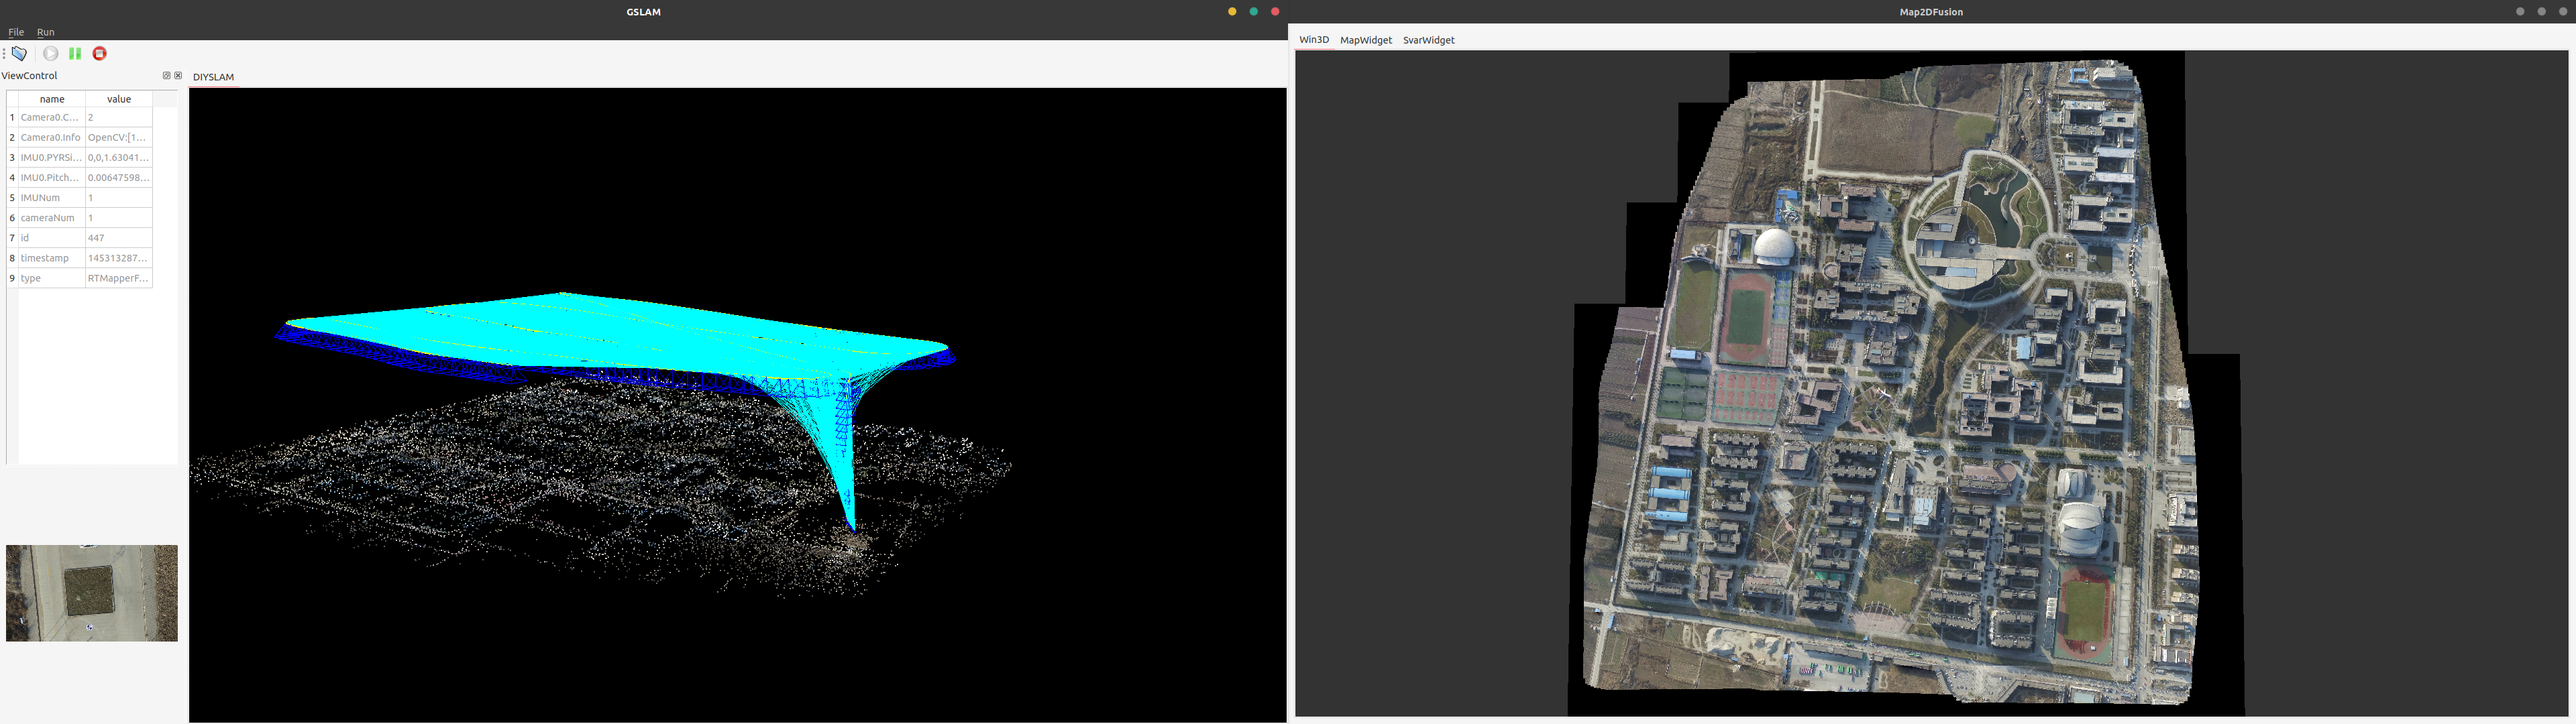 GSLAM
File Run
ViewControl
DIYSLAM
name value
1 Camera0.C... 2
2 Camera0.Info OpenCV:[1...
3 IMU0.PYRSi... 0,0,1.63041...
4 IMU0.Pitch... 0.00647598...
5 IMUNum 1
6 cameraNum 1
7 id 447
8 timestamp 145313287...
9 type RTMapperF...
Map2DFusion
Win3D MapWidget SvarWidget